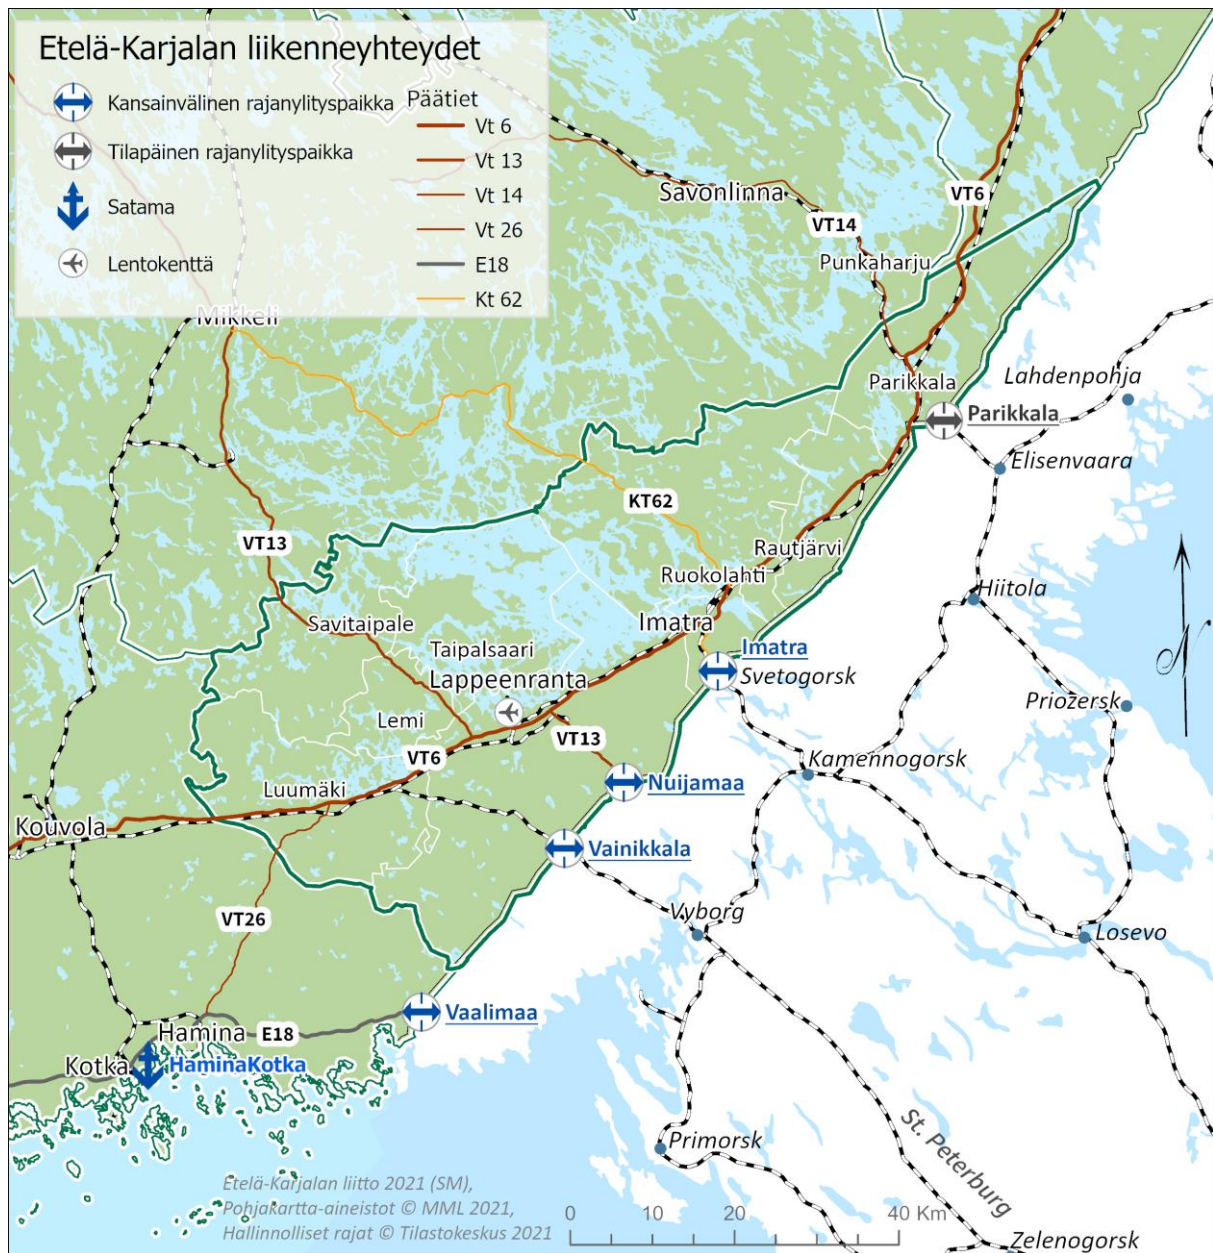 Etelä-Karjalan liikenneyhteydet
Kansainvälinen rajanylityspaikka
Tilapäinen rajanylityspaikka
Satama
Lentokenttä
Päätiet
Vt 6
Vt 13
Vt 14
Vt 26
E18
Kt 62
Savonlinna
VT6
VT14
Punkaharju
Mikkeli
Parikkala
Lahdenpohja
Parikkala
Elisenvaara
KT62
VT13
Rautjärvi
Ruokolahti
Hiitola
Savitaipale
Imatra
Taipalsaari
Imatra
Lappeenranta
Svetogorsk
N
Priozersk
Lemi
VT13
VT6
Kamennogorsk
Nuijamaa
Luumäki
Kouvola
Vainikkala
VT26
Vyborg
Losevo
Vaalimaa
Hamina
E18
Kotka
HaminaKotka
Primorsk
St. Peterburg
Zelenogorsk
Etelä-Karjalan liitto 2021 (SM),
Pohjakartta-aineistot © MML 2021,
Hallinnolliset rajat © Tilastokeskus 2021
0 10 20 40 Km